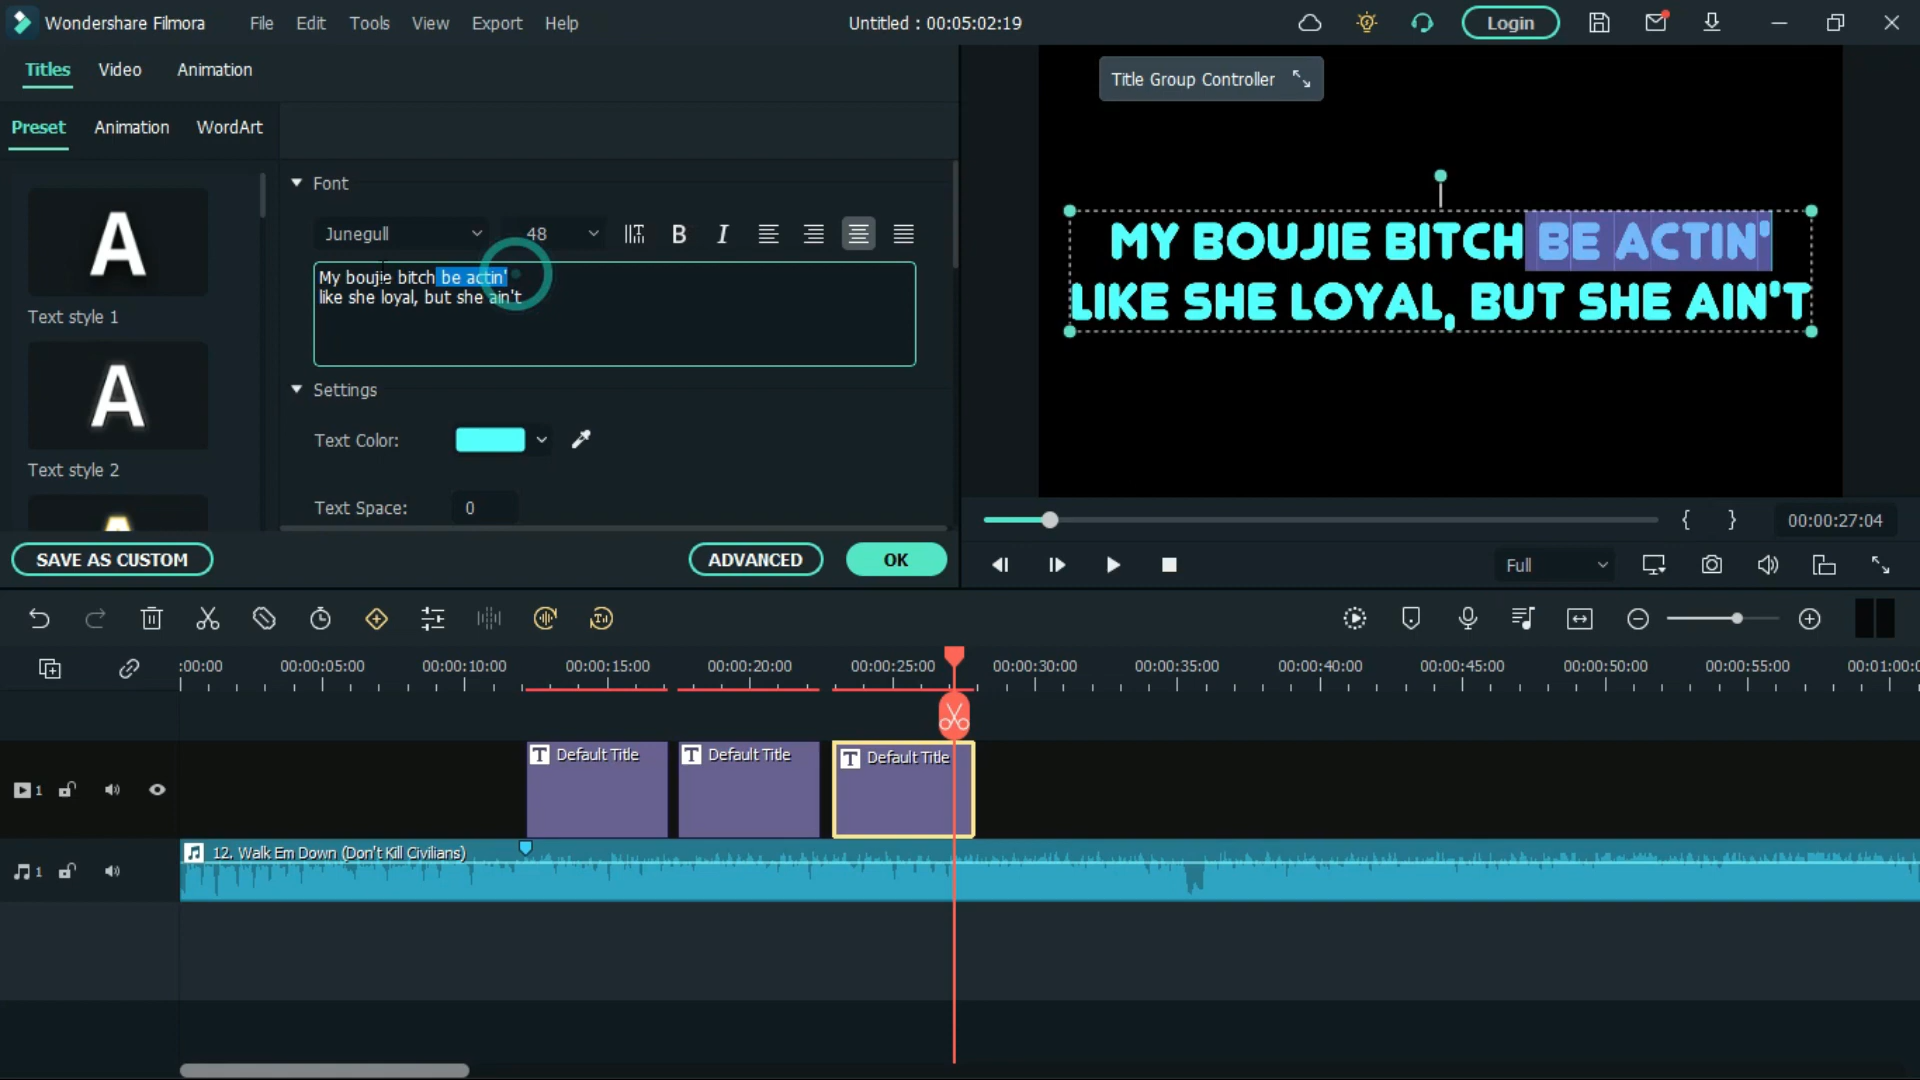 Wondershare Filmora File Edit Tools View Export Help Untitled : 00:05:02:19 Login
Titles Video Animation
Title Group Controller
Preset Animation WordArt
Font
Junegull 48 B I
My boujie bitch be actin'
like she loyal, but she ain't
MY BOUJIE BITCH BE ACTIN'
LIKE SHE LOYAL, BUT SHE AIN'T
A
Text style 1
A
Text style 2
Settings
Text Color:
Text Space: 0
SAVE AS CUSTOM ADVANCED OK
{ } 00:00:27:04
Full
:00:00 00:00:05:00 00:00:10:00 00:00:15:00 00:00:20:00 00:00:25:00 00:00:30:00 00:00:35:00 00:00:40:00 00:00:45:00 00:00:50:00 00:00:55:00 00:01:00:0
T Default Title T Default Title T Default Title
1
12. Walk Em Down (Don't Kill Civilians)
1